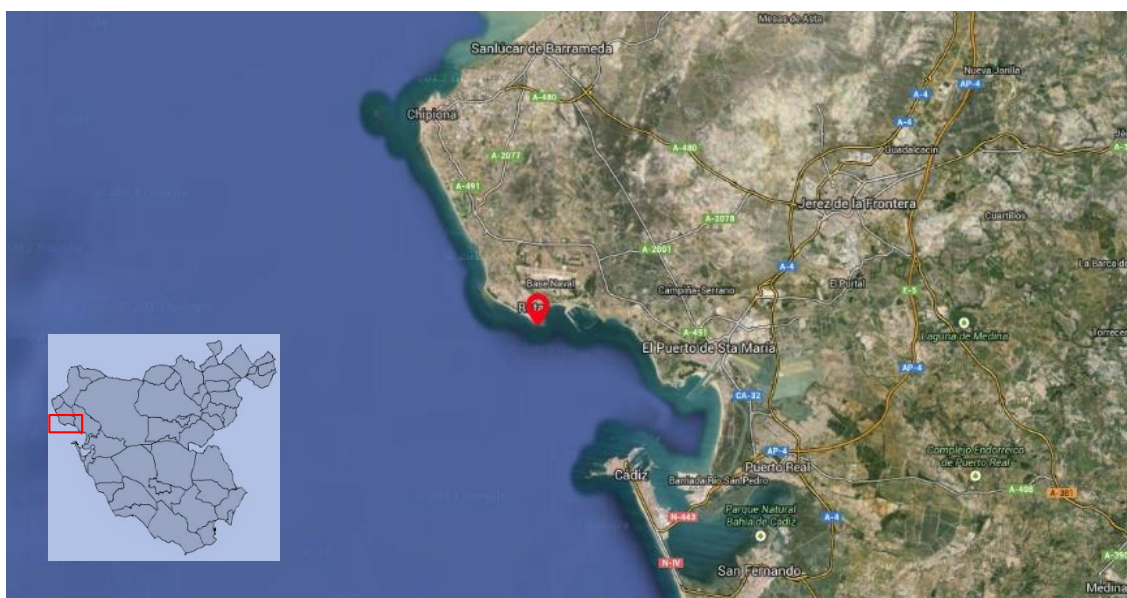 Mesas de Asta
Sanlúcar de Barrameda
Nueva Jarilla
AP-4
A-4
A-480
Chipiona
A-4
A-480
Guadalcacín
A-2077
A-491
Jerez de la Frontera
A-2078
Cuartillos
A-2001
A-4
La Barca de
Base Naval
Campiña-Serrano
El Portal
E-5
A-491
Laguna de Medina
El Puerto de Sta María
AP-4
CA-32
AP-4
Complejo Endorreico
de Puerto Real
Puerto Real
Cádiz
Barriada Río San Pedro
A-408
A-381
N-443
Parque Natural
Bahía de Cádiz
A-4
N-IV
San Fernando
A-390
Medina